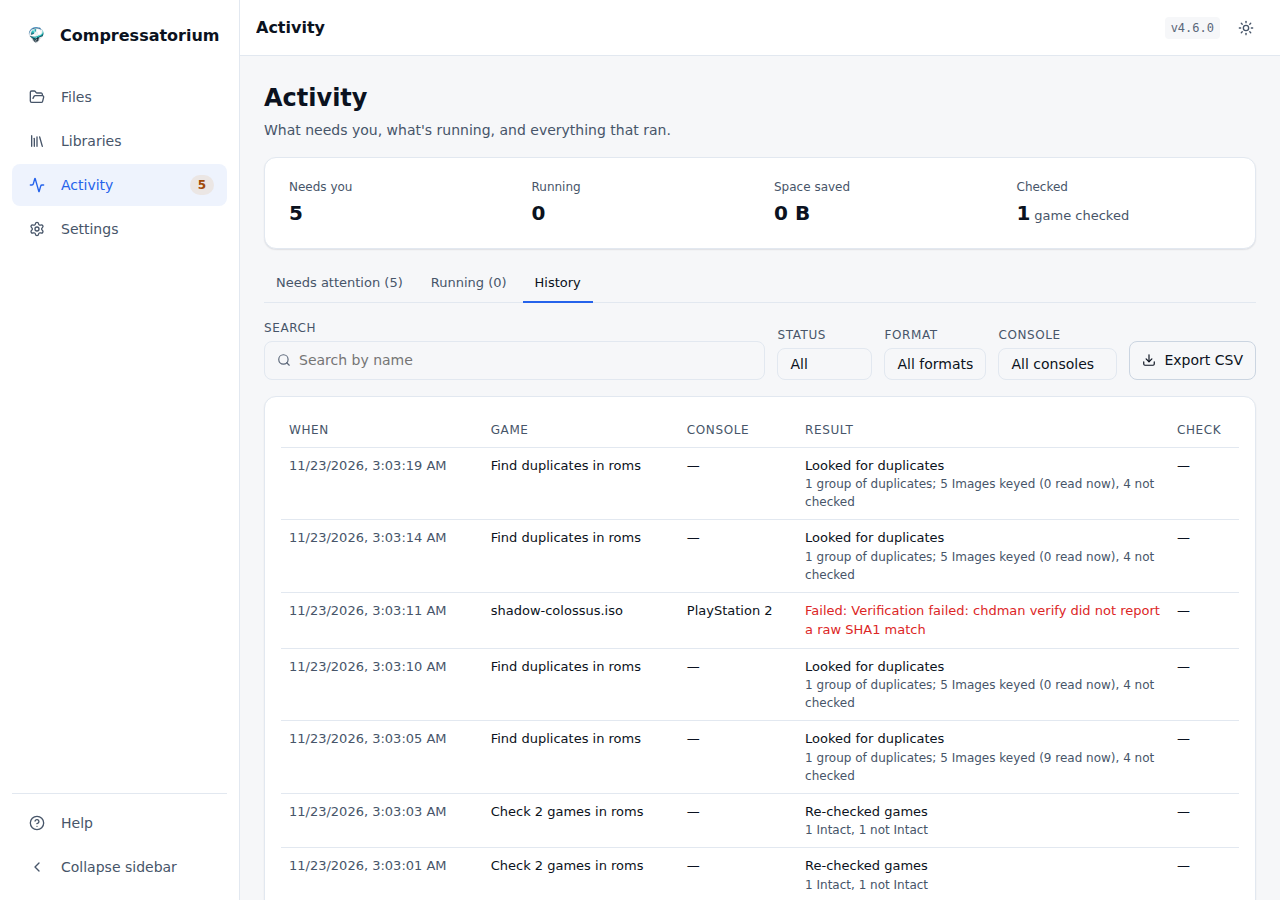 Compressatorium
Activity
v4.6.0
Files
Libraries
Activity 5
Settings
Help
Collapse sidebar
Activity
What needs you, what's running, and everything that ran.
Needs you Running Space saved Checked
5 0 0 B 1 game checked
Needs attention (5) Running (0) History
SEARCH STATUS FORMAT CONSOLE
Search by name All All formats All consoles Export CSV
WHEN GAME CONSOLE RESULT CHECK
11/23/2026, 3:03:19 AM Find duplicates in roms — Looked for duplicates —
1 group of duplicates; 5 Images keyed (0 read now), 4 not
checked
11/23/2026, 3:03:14 AM Find duplicates in roms — Looked for duplicates —
1 group of duplicates; 5 Images keyed (0 read now), 4 not
checked
11/23/2026, 3:03:11 AM shadow-colossus.iso PlayStation 2 Failed: Verification failed: chdman verify did not report —
a raw SHA1 match
11/23/2026, 3:03:10 AM Find duplicates in roms — Looked for duplicates —
1 group of duplicates; 5 Images keyed (0 read now), 4 not
checked
11/23/2026, 3:03:05 AM Find duplicates in roms — Looked for duplicates —
1 group of duplicates; 5 Images keyed (9 read now), 4 not
checked
11/23/2026, 3:03:03 AM Check 2 games in roms — Re-checked games —
1 Intact, 1 not Intact
11/23/2026, 3:03:01 AM Check 2 games in roms — Re-checked games —
1 Intact, 1 not Intact